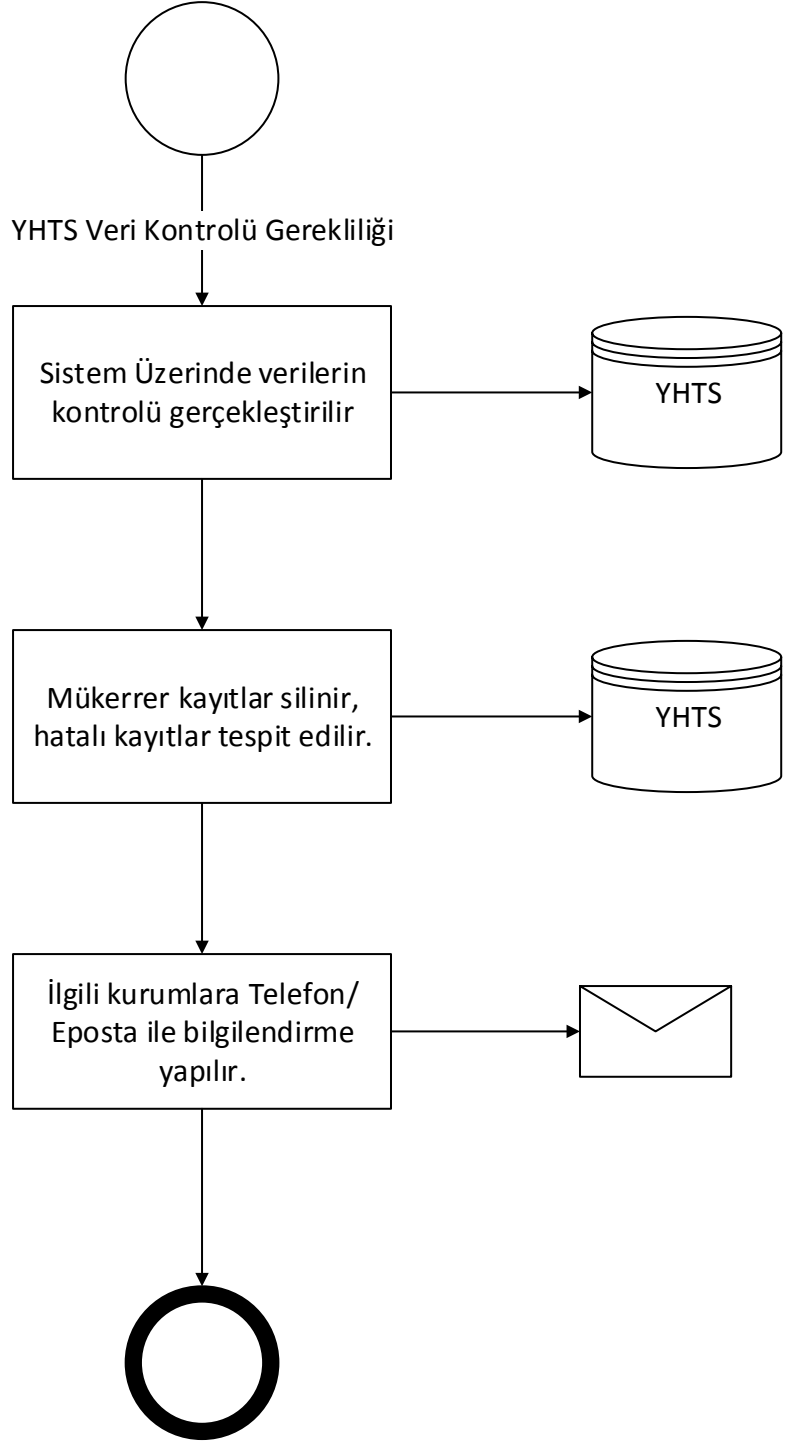 YHTS Veri Kontrolü Gerekliliği
Sistem Üzerinde verilerin
kontrolü gerçekleştirilir
YHTS
Mükerrer kayıtlar silinir,
hatalı kayıtlar tespit edilir.
YHTS
İlgili kurumlara Telefon/
Eposta ile bilgilendirme
yapılır.